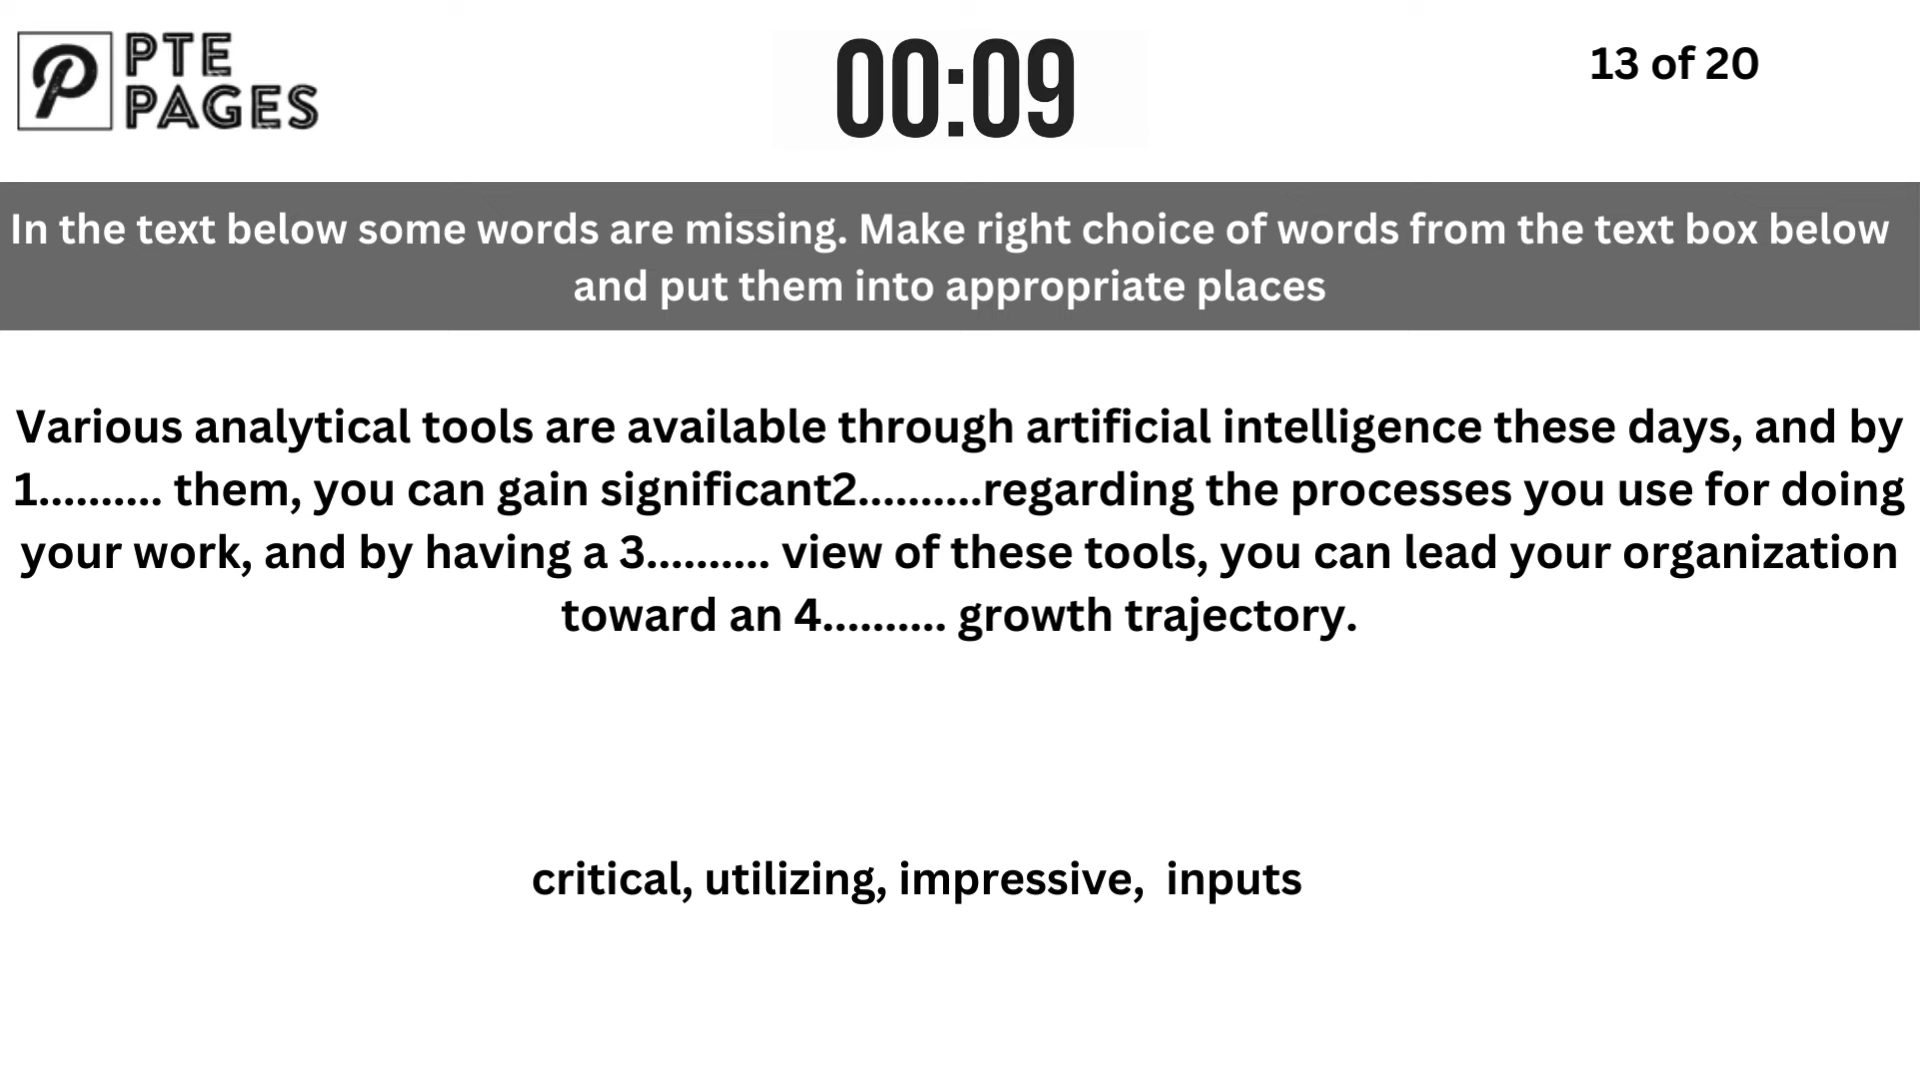 PTE
PAGES
00:09
13 of 20
In the text below some words are missing. Make right choice of words from the text box below
and put them into appropriate places
Various analytical tools are available through artificial intelligence these days, and by
1.......... them, you can gain significant2..........regarding the processes you use for doing
your work, and by having a 3.......... view of these tools, you can lead your organization
toward an 4.......... growth trajectory.
critical, utilizing, impressive,  inputs